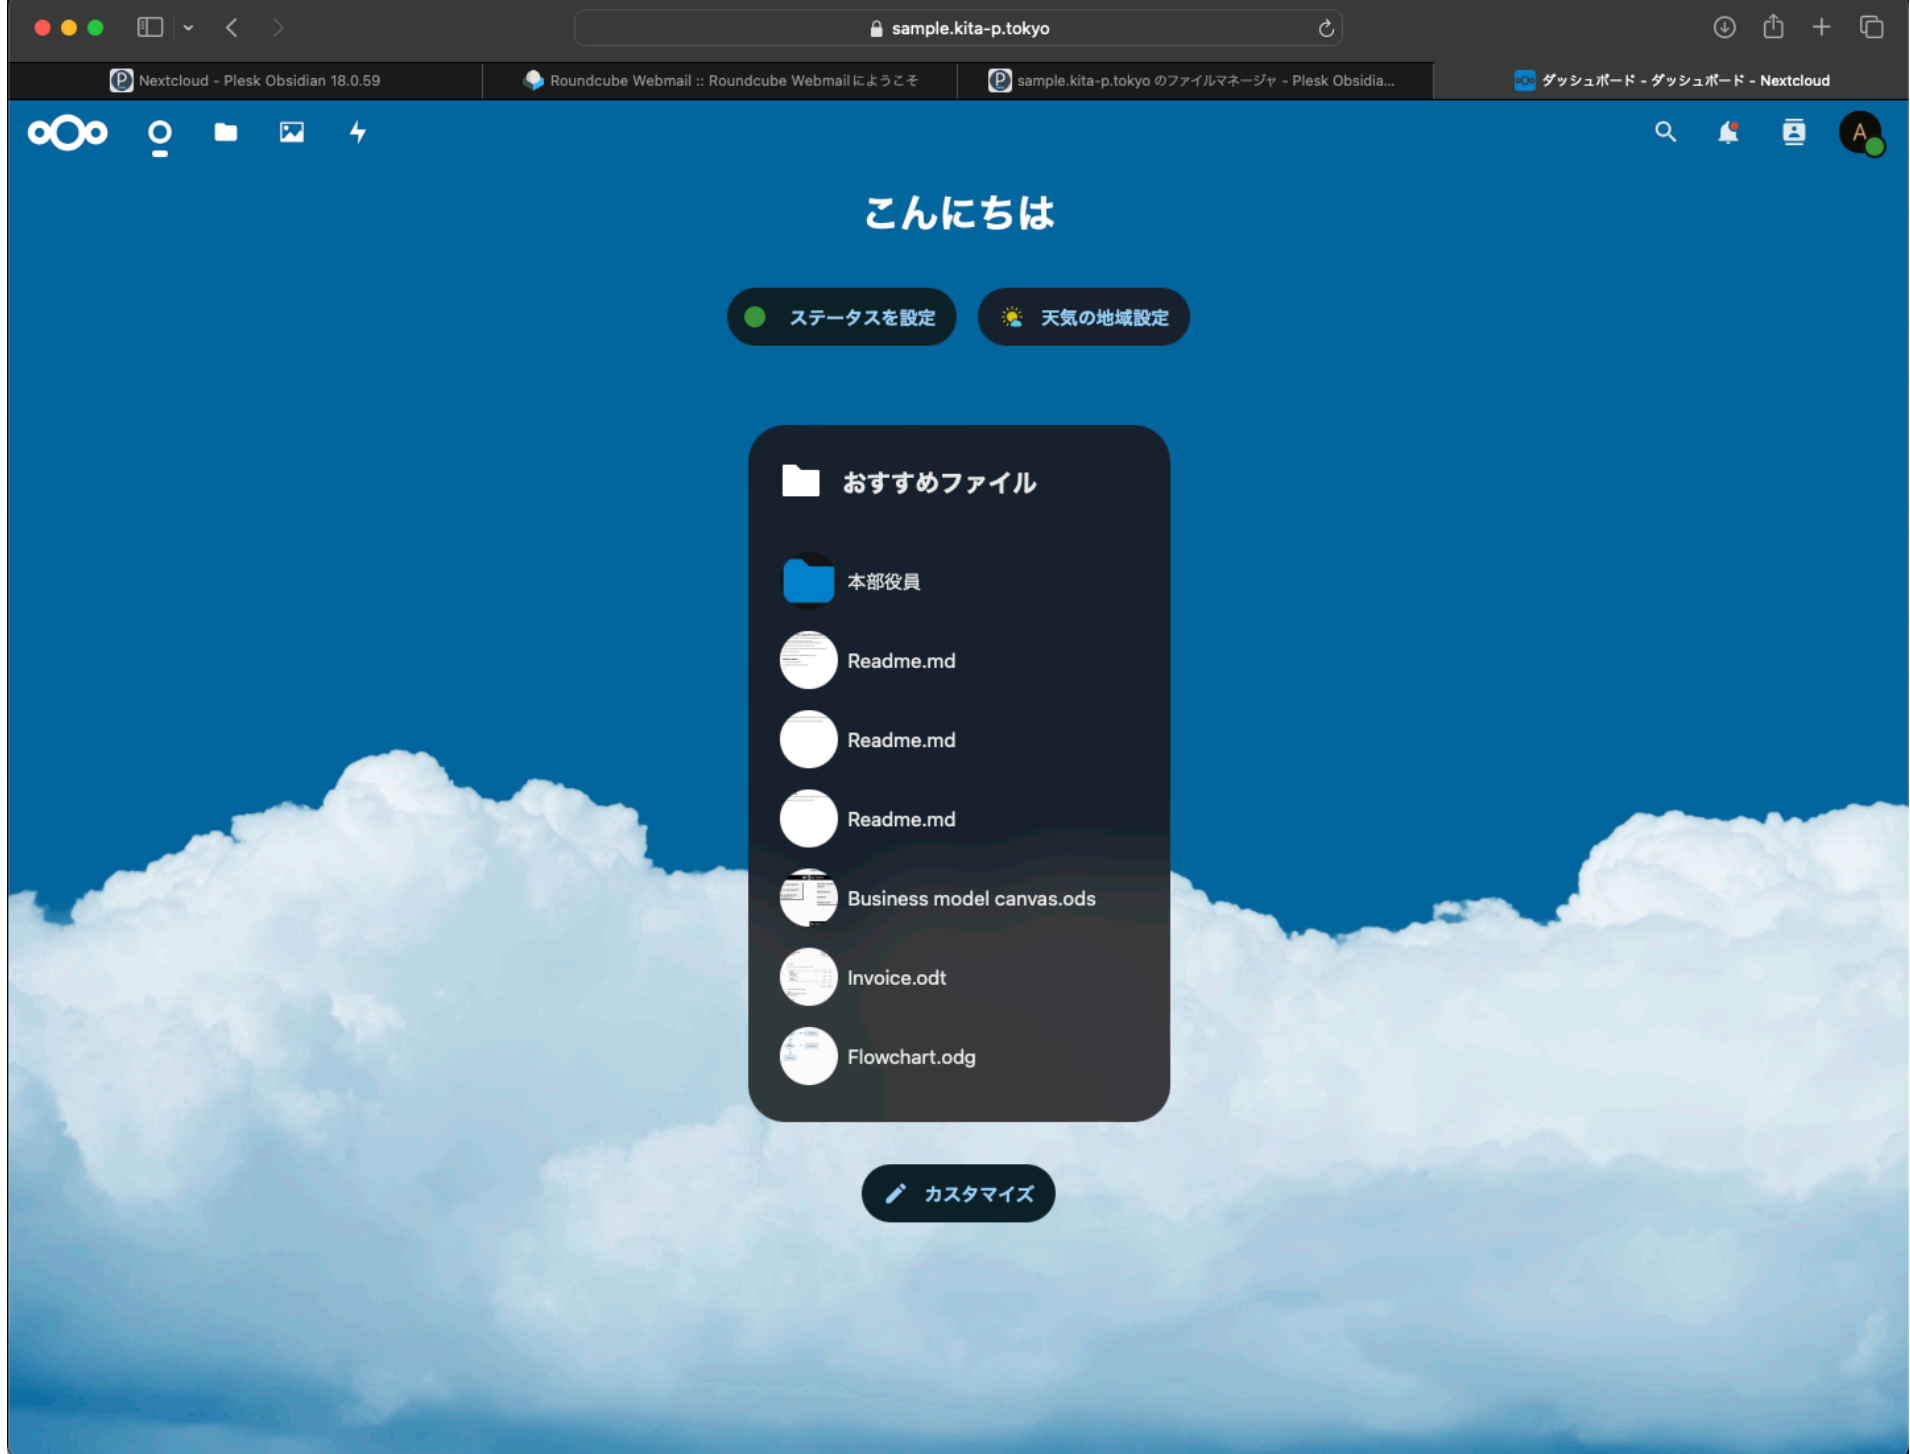 sample.kita-p.tokyo
Nextcloud - Plesk Obsidian 18.0.59
Roundcube Webmail :: Roundcube Webmailにようこそ
sample.kita-p.tokyo のファイルマネージャ - Plesk Obsidia...
ダッシュボード - ダッシュボード - Nextcloud
A
こんにちは
ステータスを設定
天気の地域設定
おすすめファイル
本部役員
Readme.md
Readme.md
Readme.md
Business model canvas.ods
Invoice.odt
Flowchart.odg
カスタマイズ